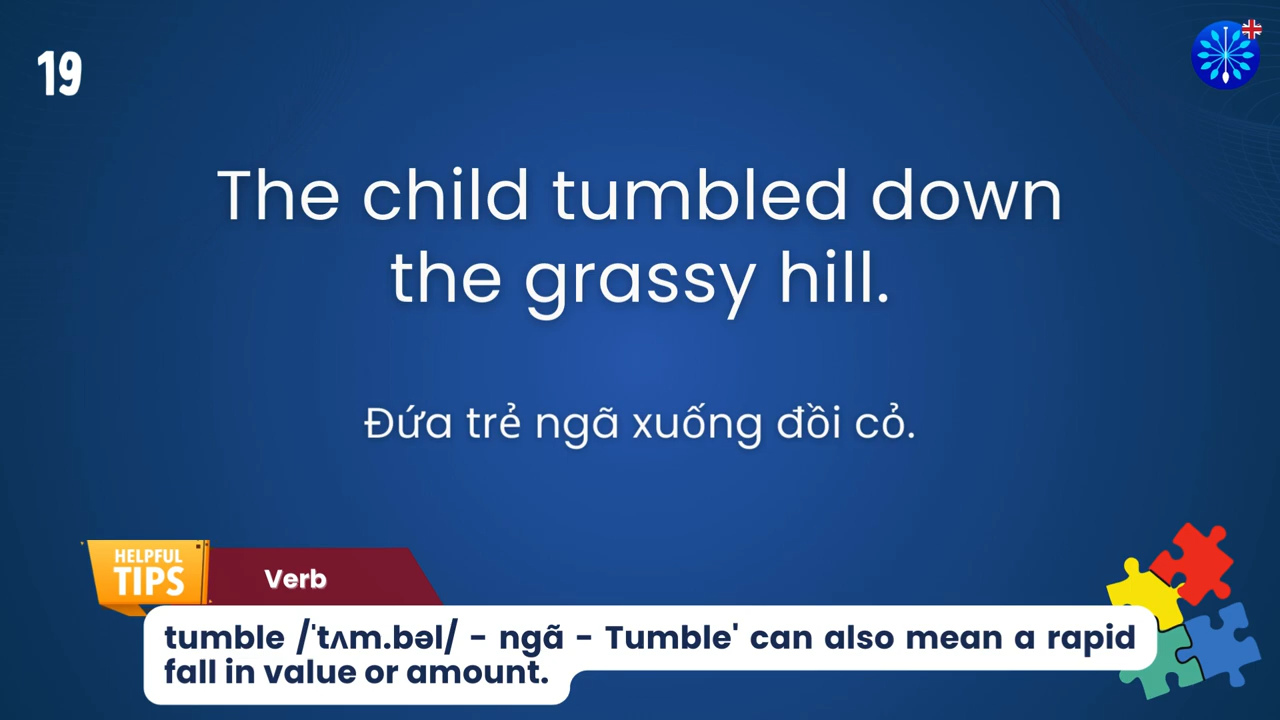 19
The child tumbled down
the grassy hill.
Đứa trẻ ngã xuống đồi cỏ.
HELPFUL
TIPS
Verb
tumble /ˈtʌm.bəl/ - ngã - Tumble' can also mean a rapid
fall in value or amount.